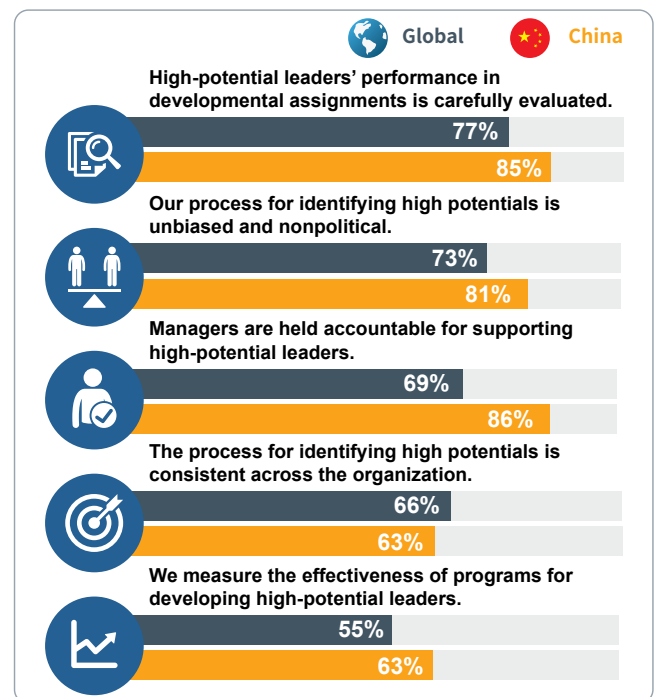 Global China
High-potential leaders’ performance in
developmental assignments is carefully evaluated.
77%
85%
Our process for identifying high potentials is
unbiased and nonpolitical.
73%
81%
Managers are held accountable for supporting
high-potential leaders.
69%
86%
The process for identifying high potentials is
consistent across the organization.
66%
63%
We measure the effectiveness of programs for
developing high-potential leaders.
55%
63%